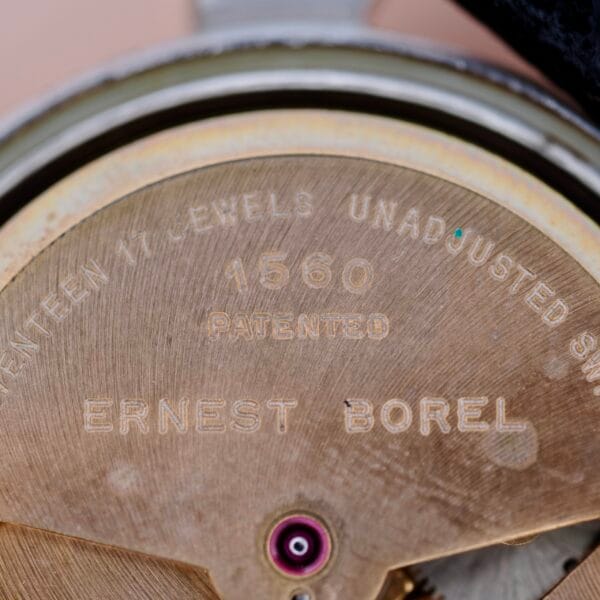 VENTEEN 17 JEWELS UNADJUSTED SW
1560
PATENTED
ERNEST BOREL